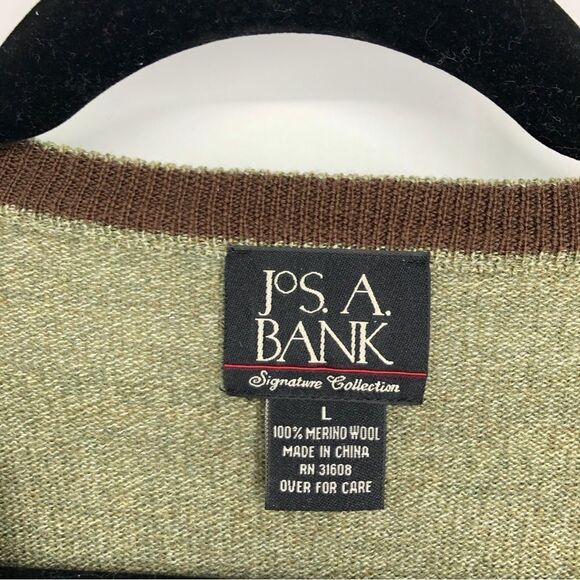 JOS. A.
BANK
Signature Collection
L
100% MERINO WOOL
MADE IN CHINA
RN 31608
OVER FOR CARE